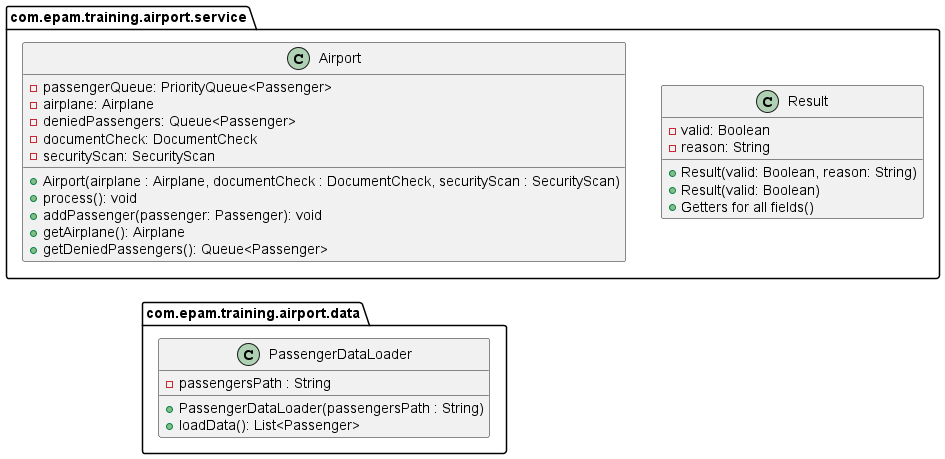 com.epam.training.airport.service
C Airport
passengerQueue: PriorityQueue<Passenger>
airplane: Airplane
deniedPassengers: Queue<Passenger>
documentCheck: DocumentCheck
securityScan: SecurityScan
Airport(airplane : Airplane, documentCheck : DocumentCheck, securityScan : SecurityScan)
process(): void
addPassenger(passenger: Passenger): void
getAirplane(): Airplane
getDeniedPassengers(): Queue<Passenger>
C Result
valid: Boolean
reason: String
Result(valid: Boolean, reason: String)
Result(valid: Boolean)
Getters for all fields()
com.epam.training.airport.data
C PassengerDataLoader
passengersPath : String
PassengerDataLoader(passengersPath : String)
loadData(): List<Passenger>